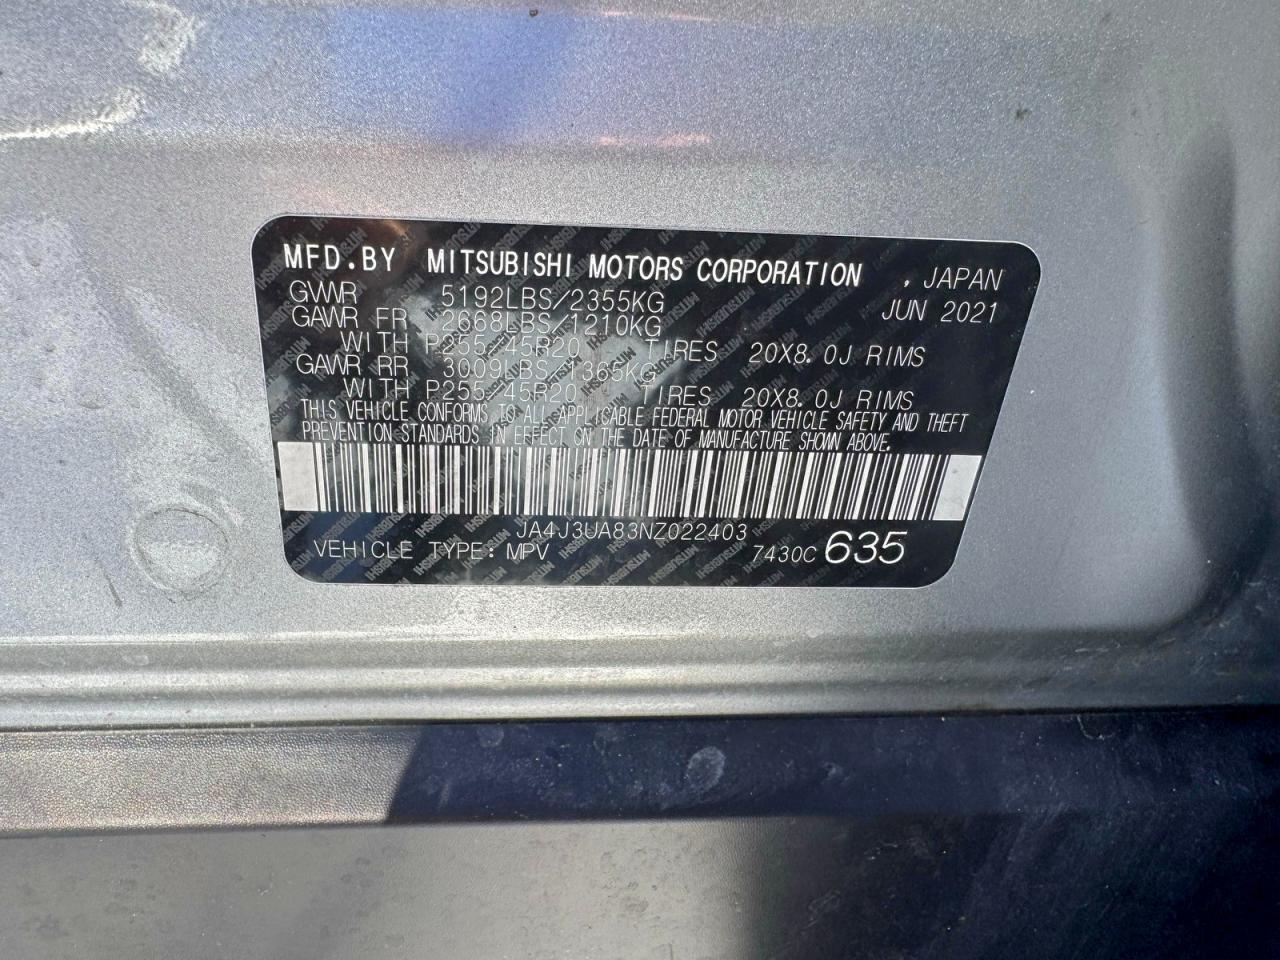 MFD.BY MITSUBISHI MOTORS CORPORATION , JAPAN
GVWR 5192LBS/2355KG JUN 2021
GAWR FR 2668LBS/1210KG
WITH P255/45R20 TIRES 20X8.0J RIMS
GAWR RR 3009LBS/1365KG
WITH P255/45R20 TIRES 20X8.0J RIMS
THIS VEHICLE CONFORMS TO ALL APPLICABLE FEDERAL MOTOR VEHICLE SAFETY AND THEFT
PREVENTION STANDARDS IN EFFECT ON THE DATE OF MANUFACTURE SHOWN ABOVE.
JA4J3UA83NZ022403
VEHICLE TYPE: MPV 7430C 635